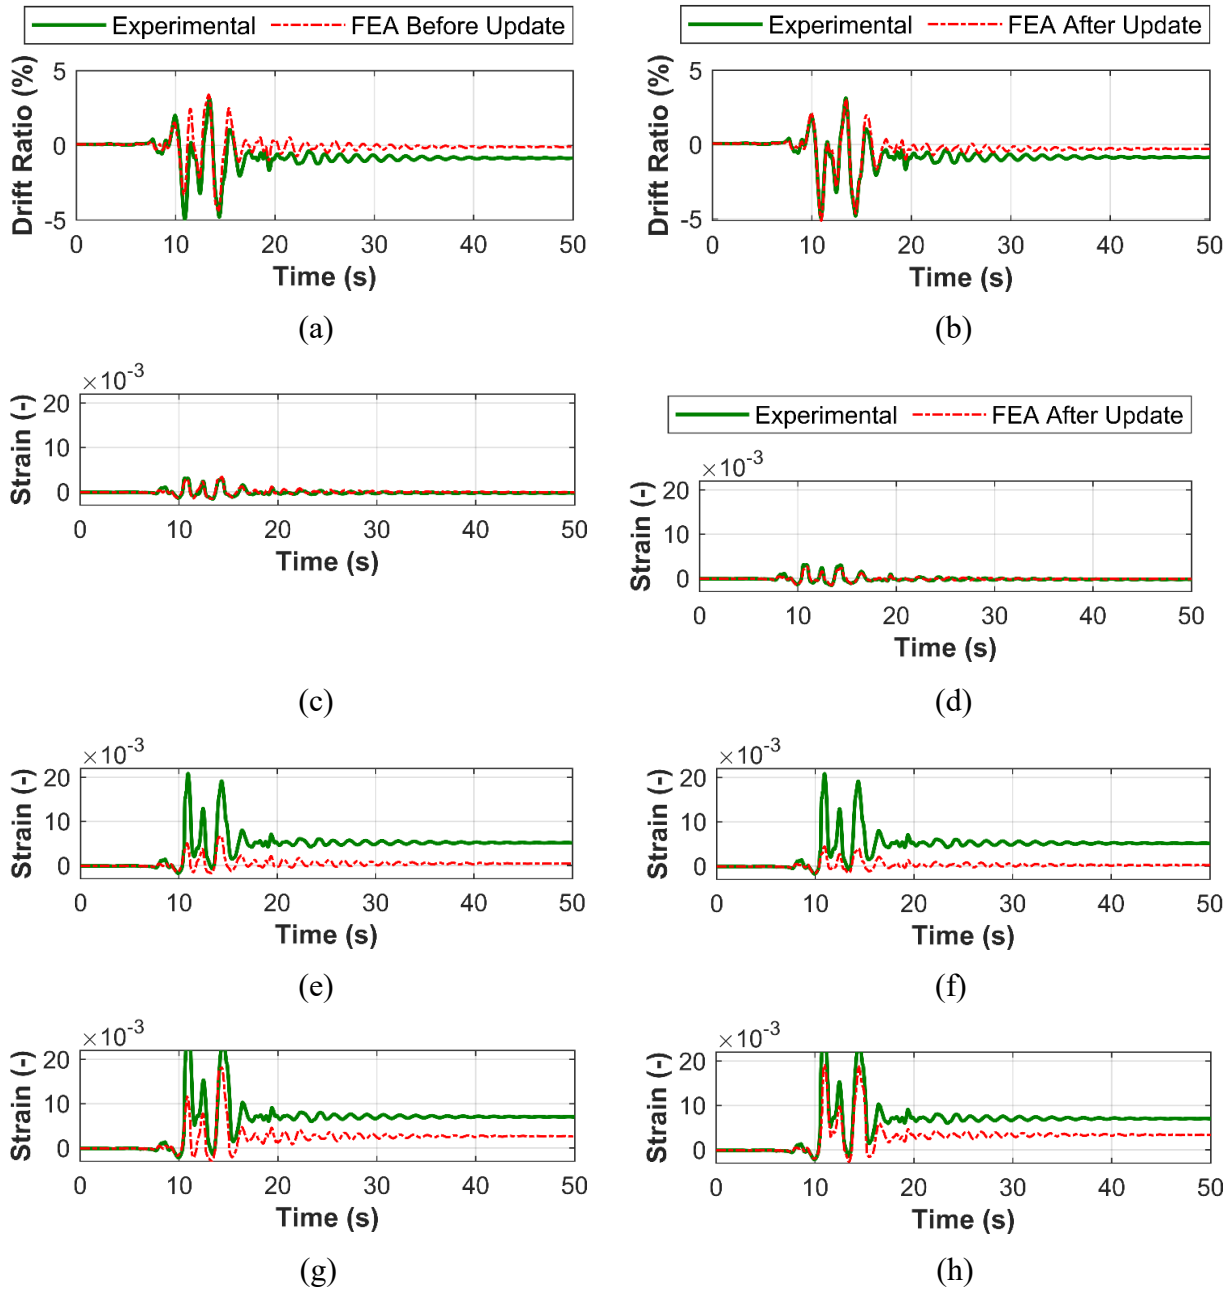 Experimental FEA Before Update
Experimental FEA After Update
5
0
-5
Drift Ratio (%)
0 10 20 30 40 50
Time (s)
(a)
5
0
-5
Drift Ratio (%)
0 10 20 30 40 50
Time (s)
(b)
×10-3
20
10
0
Strain (-)
0 10 20 30 40 50
Time (s)
(c)
Experimental FEA After Update
×10-3
20
10
0
Strain (-)
0 10 20 30 40 50
Time (s)
(d)
×10-3
20
10
0
Strain (-)
0 10 20 30 40 50
Time (s)
(e)
×10-3
20
10
0
Strain (-)
0 10 20 30 40 50
Time (s)
(f)
×10-3
20
10
0
Strain (-)
0 10 20 30 40 50
Time (s)
(g)
×10-3
20
10
0
Strain (-)
0 10 20 30 40 50
Time (s)
(h)